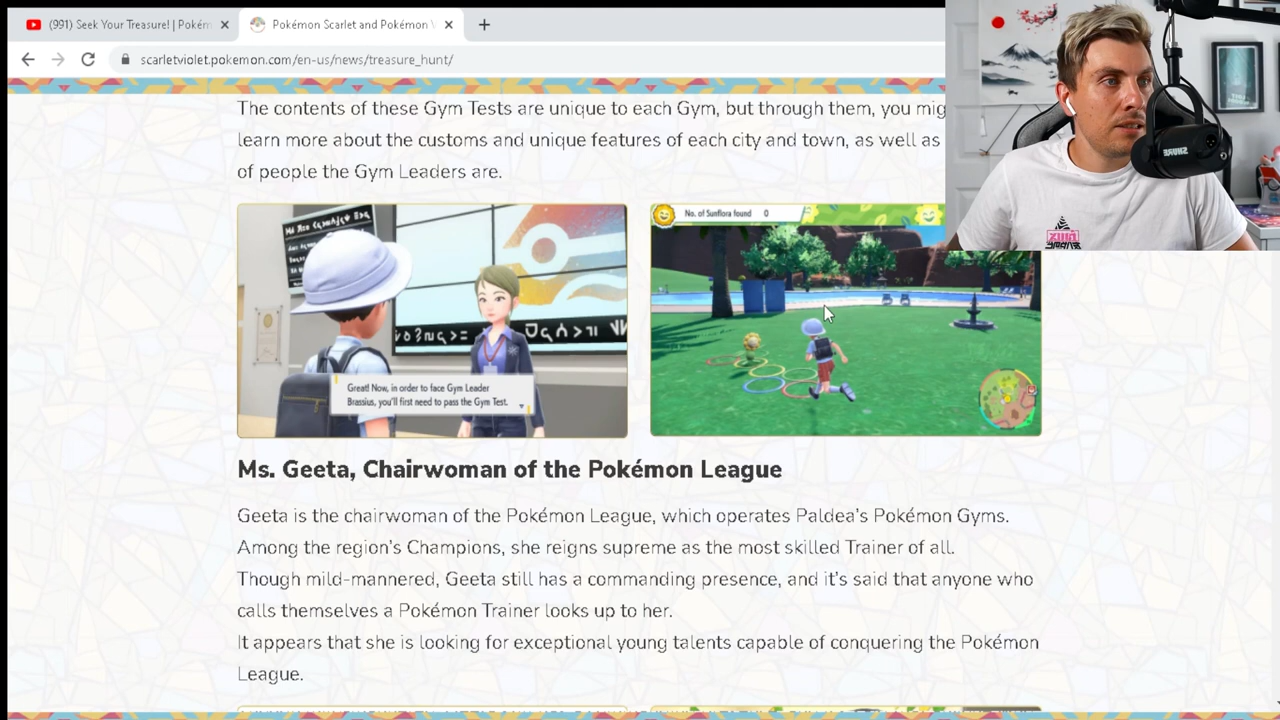 (991) Seek Your Treasure! | Pokém
Pokémon Scarlet and Pokémon V
scarletviolet.pokemon.com/en-us/news/treasure_hunt/
The contents of these Gym Tests are unique to each Gym, but through them, you mig
learn more about the customs and unique features of each city and town, as well as
of people the Gym Leaders are.
No. of Sunflora found 0
Great! Now, in order to face Gym Leader
Brassius, you'll first need to pass the Gym Test.
SHURE
Ms. Geeta, Chairwoman of the Pokémon League
Geeta is the chairwoman of the Pokémon League, which operates Paldea's Pokémon Gyms.
Among the region's Champions, she reigns supreme as the most skilled Trainer of all.
Though mild-mannered, Geeta still has a commanding presence, and it's said that anyone who
calls themselves a Pokémon Trainer looks up to her.
It appears that she is looking for exceptional young talents capable of conquering the Pokémon
League.